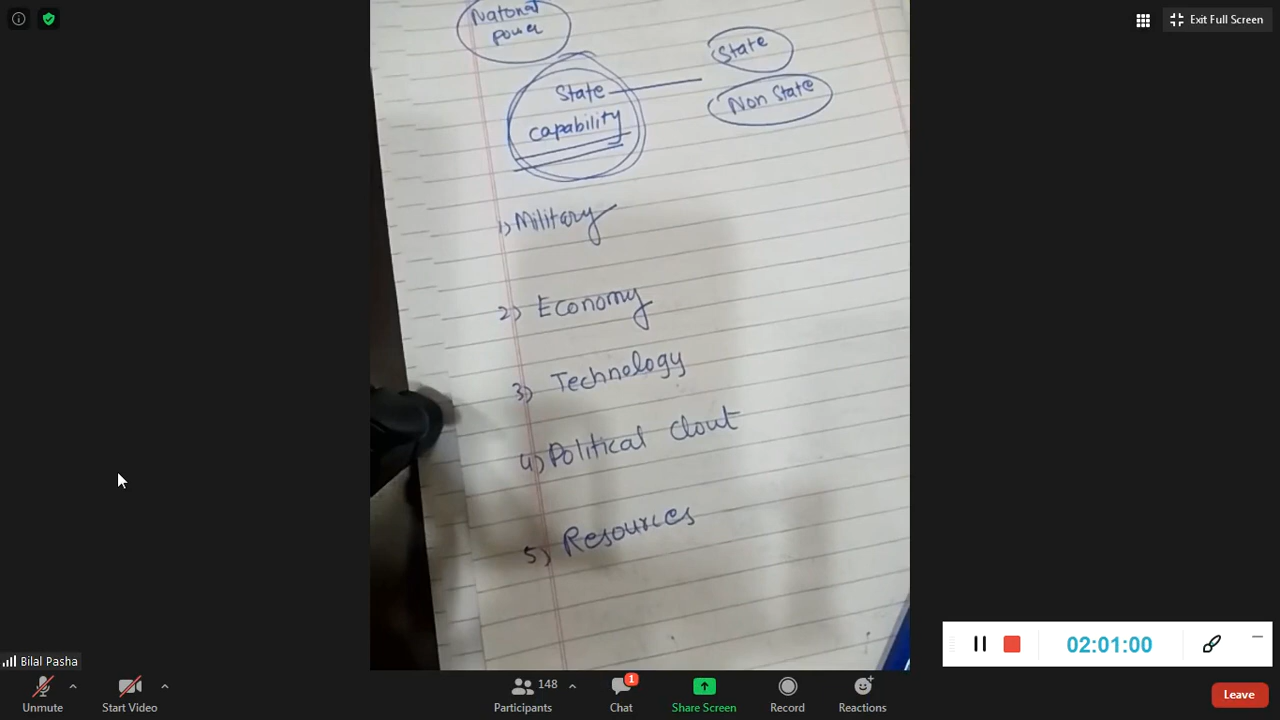 Exit Full Screen
Natonal
power
State
Non State
State
capability
1) Military
2) Economy
3) Technology
4) Political Clout
5) Resources
02:01:00
Bilal Pasha
Unmute
Start Video
148
Participants
1
Chat
Share Screen
Record
Reactions
Leave